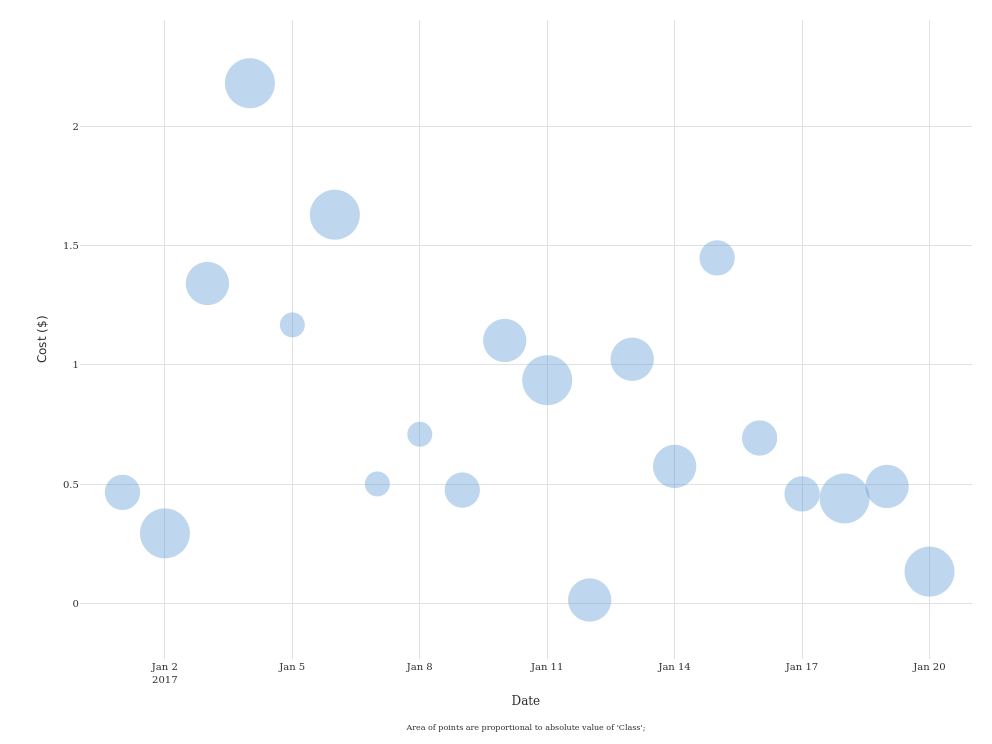 2
1.5
1
0.5
0
Cost ($)
Jan 2
2017
Jan 5
Jan 8
Jan 11
Jan 14
Jan 17
Jan 20
Date
Area of points are proportional to absolute value of 'Class';